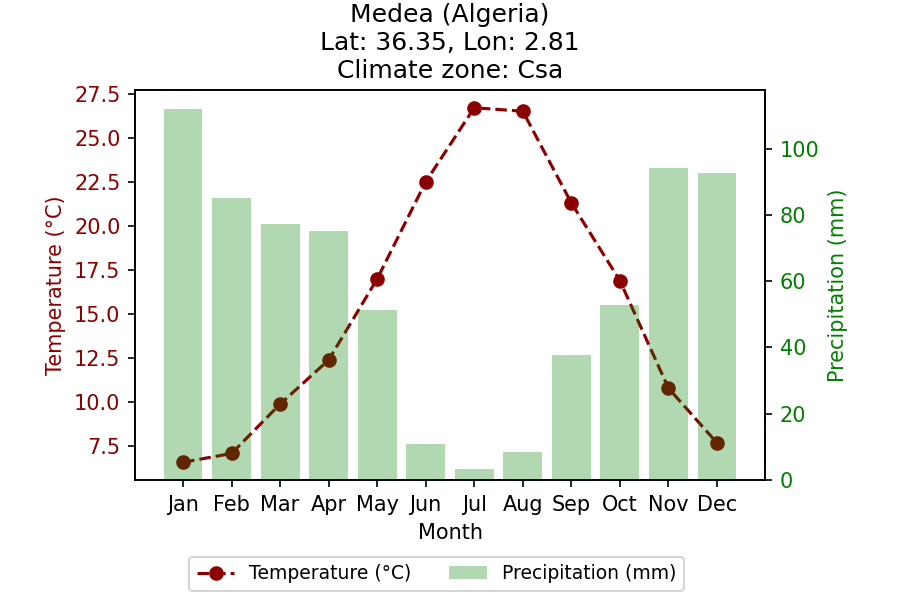 Medea (Algeria)
Lat: 36.35, Lon: 2.81
Climate zone: Csa
27.5
25.0
22.5
20.0
17.5
15.0
12.5
10.0
7.5
Temperature (°C)
100
80
60
40
20
0
Precipitation (mm)
Jan Feb Mar Apr May Jun Jul Aug Sep Oct Nov Dec
Month
Temperature (°C) Precipitation (mm)